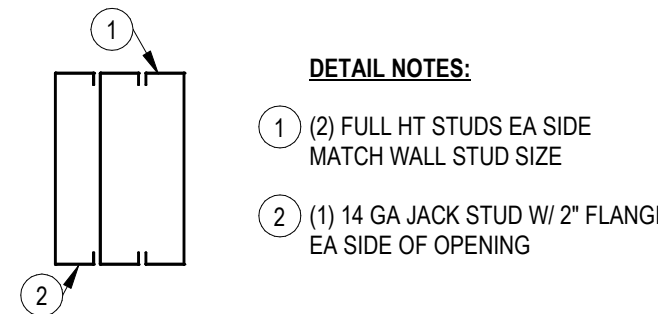 1
DETAIL NOTES:
1 (2) FULL HT STUDS EA SIDE
MATCH WALL STUD SIZE
2 (1) 14 GA JACK STUD W/ 2"
EA SIDE OF OPENING
2